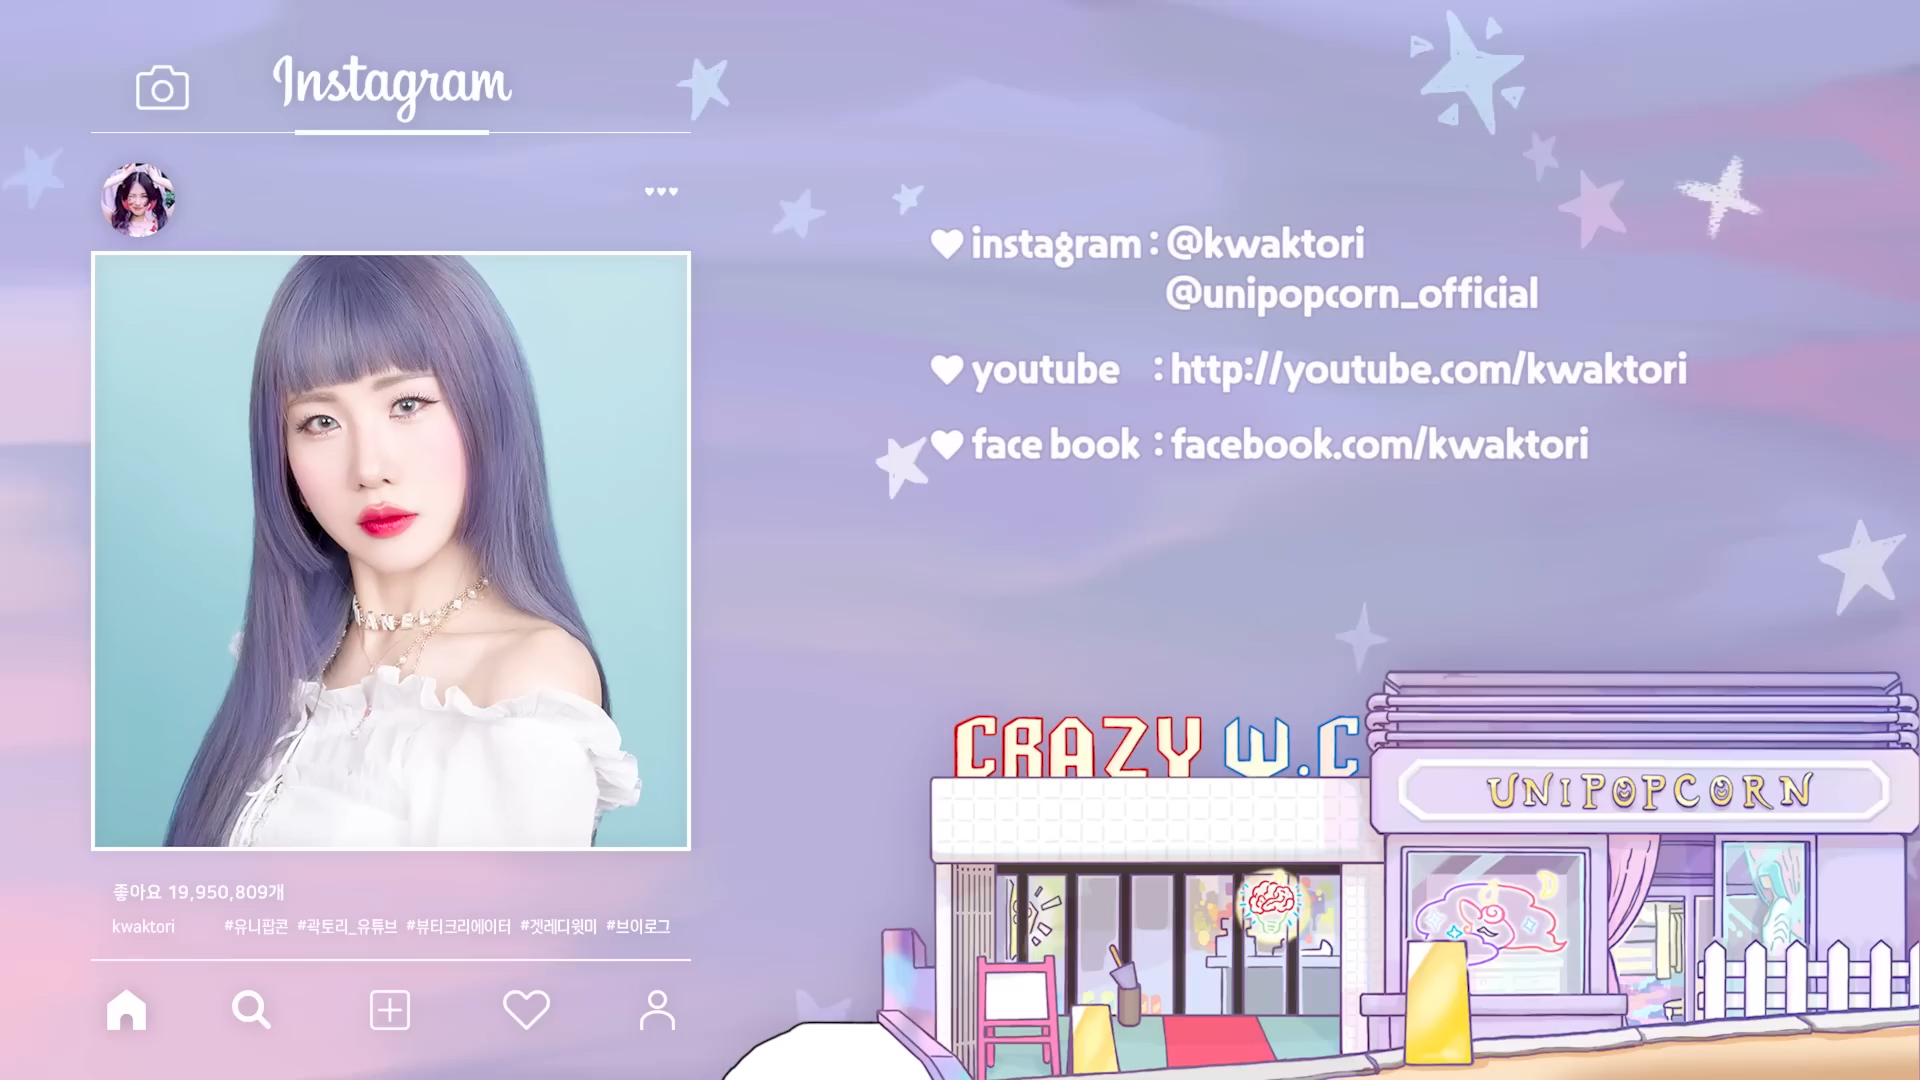 Instagram
instagram : @kwaktori
@unipopcorn_official
youtube : http://youtube.com/kwaktori
face book : facebook.com/kwaktori
CRAZY W.C
UNIPOPCORN
좋아요 19,950,809개
kwaktori #유니팝콘 #곽토리_유튜브 #뷰티크리에이터 #겟레디윗미 #브이로그